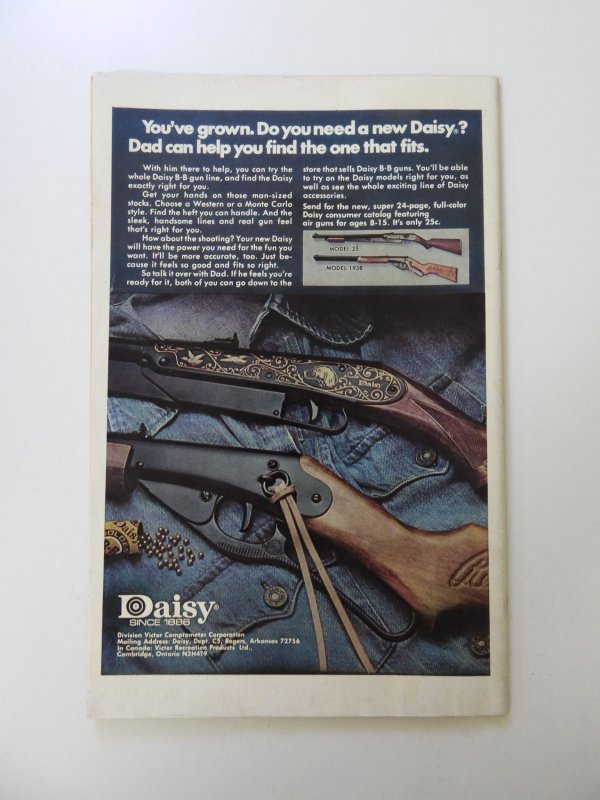 You've grown. Do you need a new Daisy®?
Dad can help you find the one that fits.
With him there to help, you can try the
whole Daisy B·B gun line, and find the Daisy
exactly right for you.
Get your hands on those man-sized
stocks. Choose a Western or a Monte Carlo
style. Find the heft you can handle. And the
sleek, handsome lines and real gun feel
that's right for you.
How about the shooting? Your new Daisy
will have the power you need for the fun you
want. It'll be more accurate, too. Just be-
cause it feels so good and fits so right.
So talk it over with Dad. If he feels you're
ready for it, both of you can go down to the
store that sells Daisy B·B guns. You'll be able
to try on the Daisy models right for you, as
well as see the whole exciting line of Daisy
accessories.
Send for the new, super 24-page, full-color
Daisy consumer catalog featuring
air guns for ages 8-15. It's only 25c.
MODEL 25
MODEL 1938
Daisy
Daisy
Daisy®
SINCE 1886
Division Victor Comptometer Corporation
Mailing Address: Daisy, Dept. C5, Rogers, Arkansas 72756
In Canada: Victor Recreation Products Ltd.,
Cambridge, Ontario N3H4T9